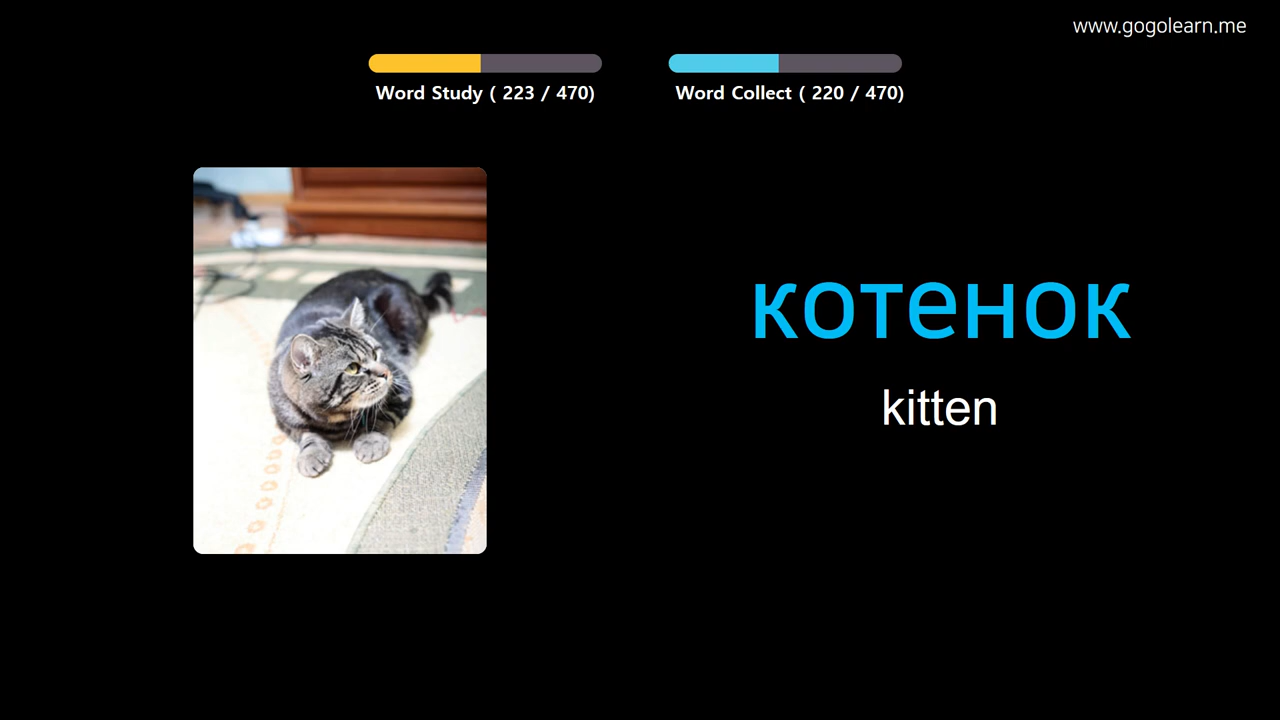 www.gogolearn.me
Word Study ( 223 / 470)
Word Collect ( 220 / 470)
котенок
kitten